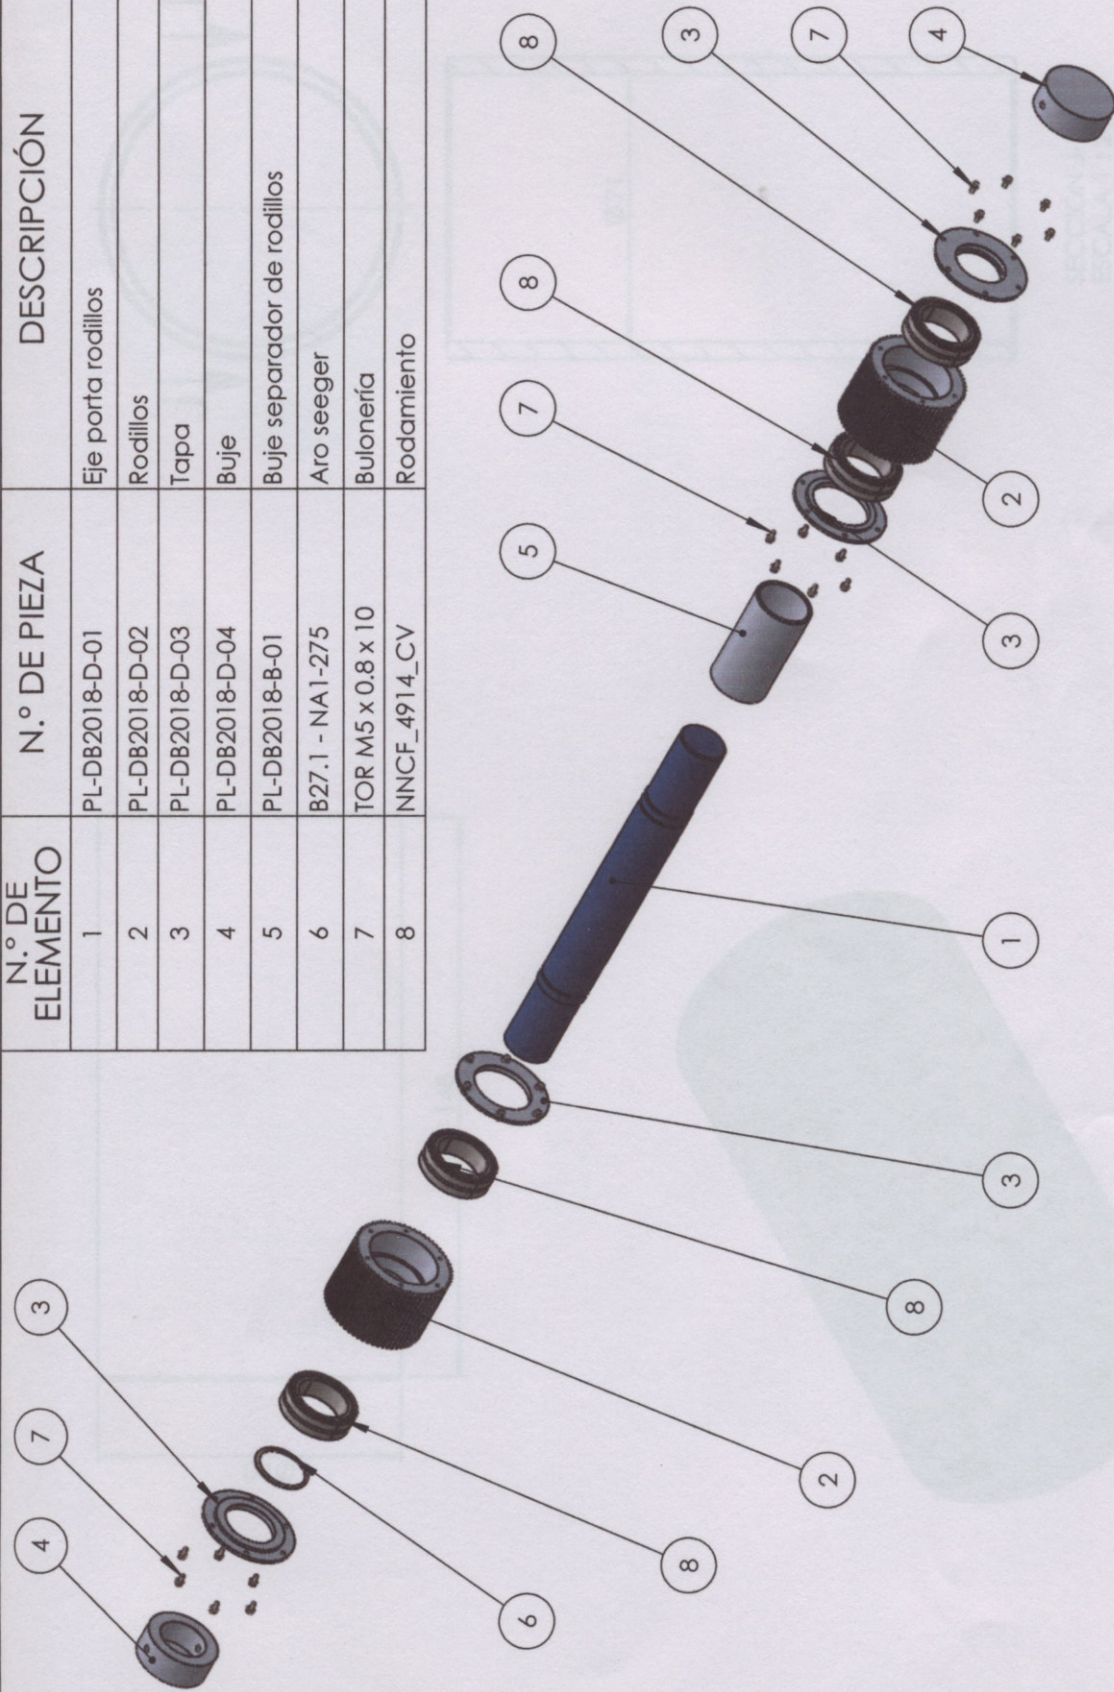 N.º DE ELEMENTO	N.º DE PIEZA	DESCRIPCIÓN
1	PL-DB2018-D-01	Eje porta rodillos
2	PL-DB2018-D-02	Rodillos
3	PL-DB2018-D-03	Tapa
4	PL-DB2018-D-04	Buje
5	PL-DB2018-B-01	Buje separador de rodillos
6	B27.1 - NA1-275	Aro seeger
7	TOR M5 x 0.8 x 10	Bulonería
8	NNCF_4914_CV	Rodamiento
4
7
3
6
5
7
8
8
8
3
2
7
8
4
3
1
3
2